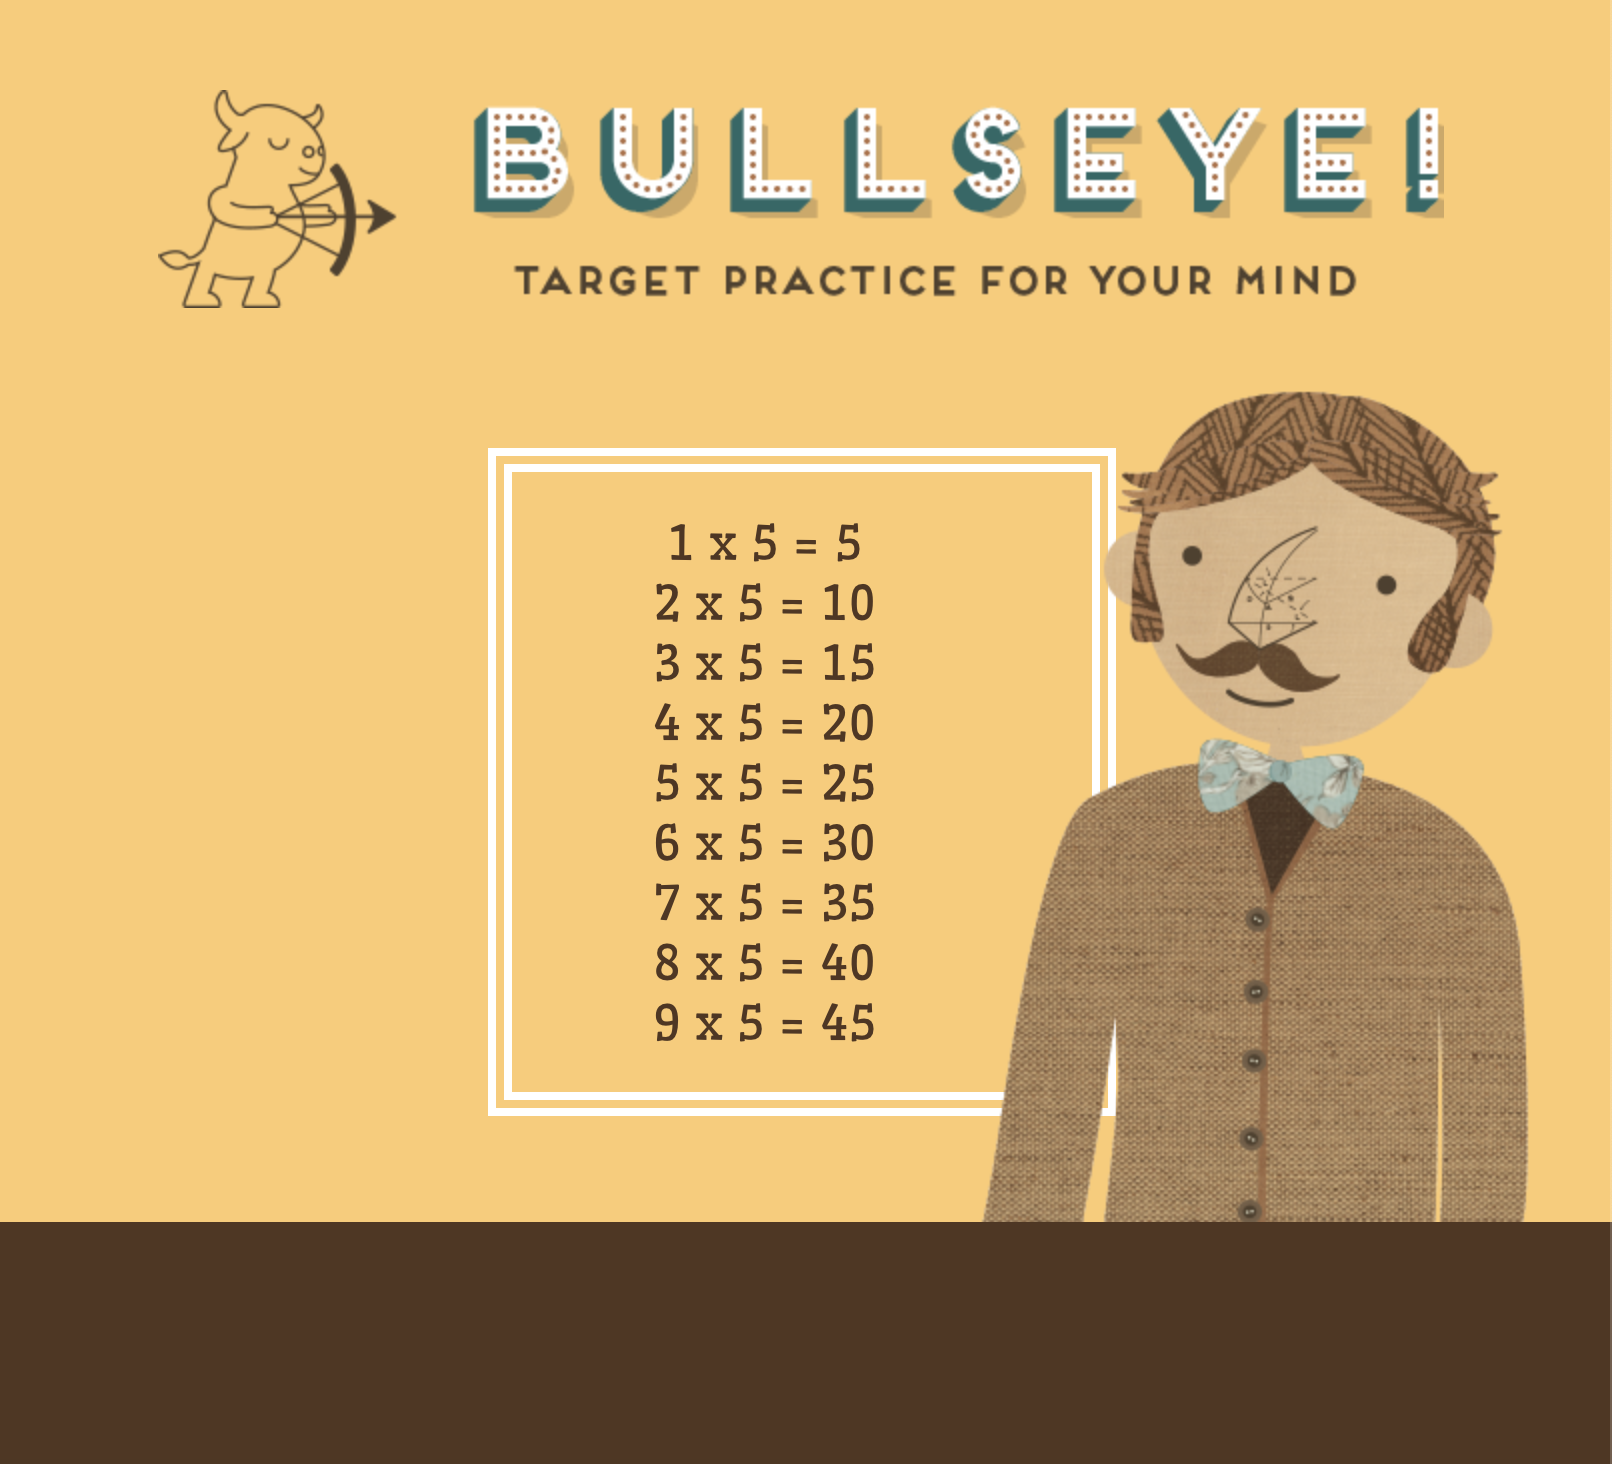 BULLSEYE!
TARGET PRACTICE FOR YOUR MIND
1 x 5 = 5
2 x 5 = 10
3 x 5 = 15
4 x 5 = 20
5 x 5 = 25
6 x 5 = 30
7 x 5 = 35
8 x 5 = 40
9 x 5 = 45